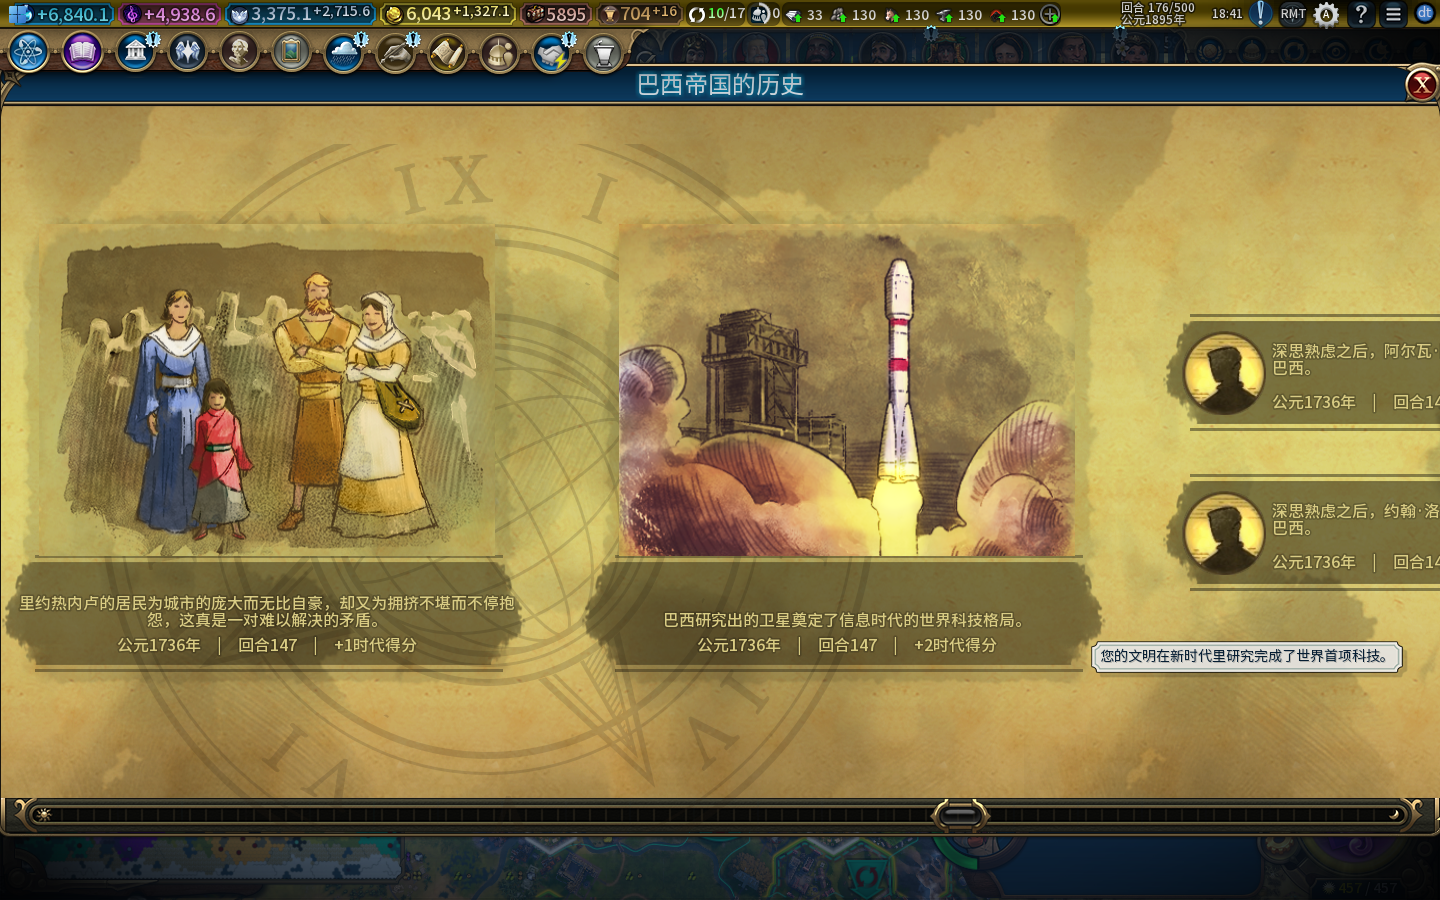 +6,840.1 +4,938.6 3,375.1 +2,715.6 6,043 +1,327.1 5895 704 +16 10/17 0 33 130 130 130 130 回合 176/500 18:41 RMT A ? dt
公元1895年
巴西帝国的历史
X
IX I
里约热内卢的居民为城市的庞大而无比自豪，却又为拥挤不堪而不停抱
怨，这真是一对难以解决的矛盾。
公元1736年 | 回合147 | +1时代得分
巴西研究出的卫星奠定了信息时代的世界科技格局。
公元1736年 | 回合147 | +2时代得分
深思熟虑之后，阿尔瓦·
巴西。
公元1736年 | 回合14
深思熟虑之后，约翰·洛
巴西。
公元1736年 | 回合14
您的文明在新时代里研究完成了世界首项科技。
VI
I
457 / 457